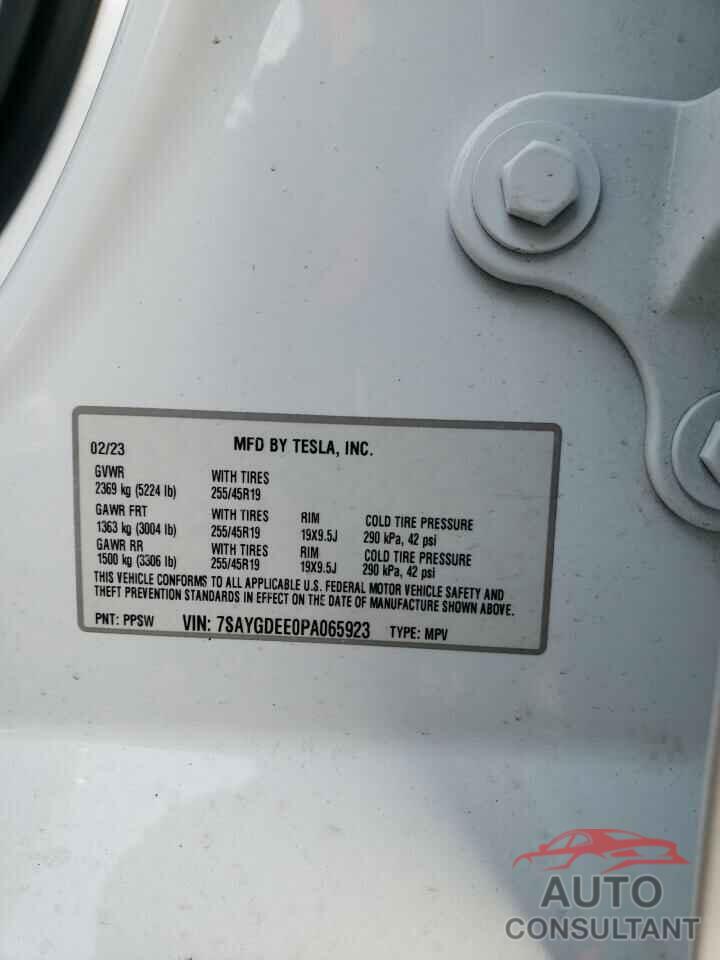 02/23 MFD BY TESLA, INC.
GVWR WITH TIRES
2369 kg (5224 lb) 255/45R19
GAWR FRT WITH TIRES RIM COLD TIRE PRESSURE
1363 kg (3004 lb) 255/45R19 19X9.5J 290 kPa, 42 psi
GAWR RR WITH TIRES RIM COLD TIRE PRESSURE
1500 kg (3306 lb) 255/45R19 19X9.5J 290 kPa, 42 psi
THIS VEHICLE CONFORMS TO ALL APPLICABLE U.S. FEDERAL MOTOR VEHICLE SAFETY AND
THEFT PREVENTION STANDARDS IN EFFECT ON THE DATE OF MANUFACTURE SHOWN ABOVE.
PNT: PPSW VIN: 7SAYGDEE0PA065923 TYPE: MPV
AUTO
CONSULTANT